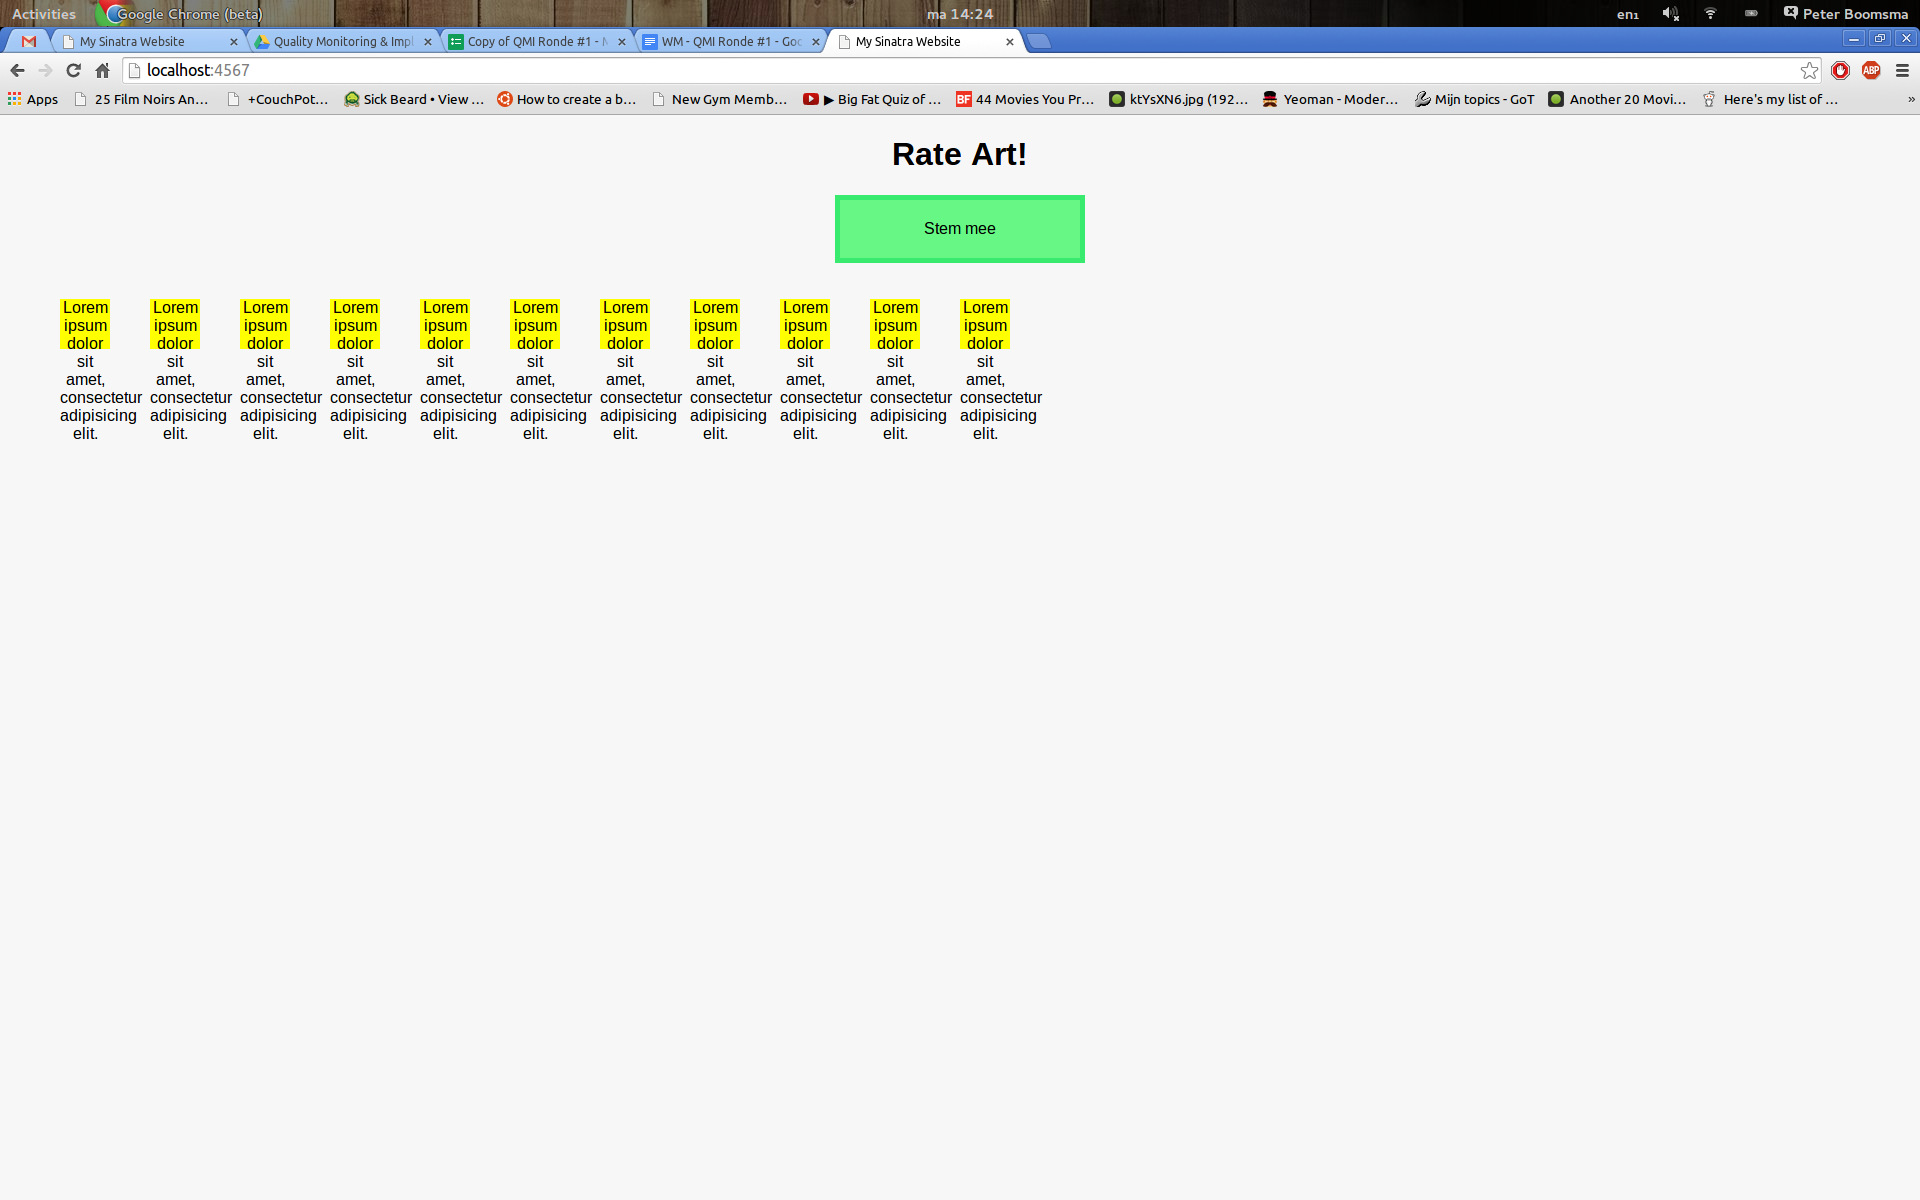 Activities Google Chrome (beta) ma 14:24 en₁ Peter Boomsma
My Sinatra Website Quality Monitoring & Impl Copy of QMI Ronde #1 - M WM - QMI Ronde #1 - Goo My Sinatra Website
localhost:4567 ABP
Apps 25 Film Noirs An... +CouchPot... Sick Beard • View ... How to create a b... New Gym Memb... ▶ Big Fat Quiz of ... BF 44 Movies You Pr... ktYsXN6.jpg (192... Yeoman - Moder... Mijn topics - GoT Another 20 Movi... Here's my list of ... »
Rate Art!
Stem mee
Lorem Lorem Lorem Lorem Lorem Lorem Lorem Lorem Lorem Lorem Lorem
ipsum ipsum ipsum ipsum ipsum ipsum ipsum ipsum ipsum ipsum ipsum
dolor dolor dolor dolor dolor dolor dolor dolor dolor dolor dolor
sit sit sit sit sit sit sit sit sit sit sit
amet, amet, amet, amet, amet, amet, amet, amet, amet, amet, amet,
consectetur consectetur consectetur consectetur consectetur consectetur consectetur consectetur consectetur consectetur consectetur
adipisicing adipisicing adipisicing adipisicing adipisicing adipisicing adipisicing adipisicing adipisicing adipisicing adipisicing
elit. elit. elit. elit. elit. elit. elit. elit. elit. elit. elit.